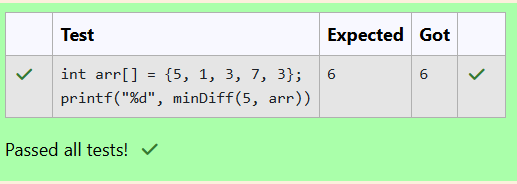 Test Expected Got
int arr[] = {5, 1, 3, 7, 3}; 6 6
printf("%d", minDiff(5, arr))
Passed all tests!